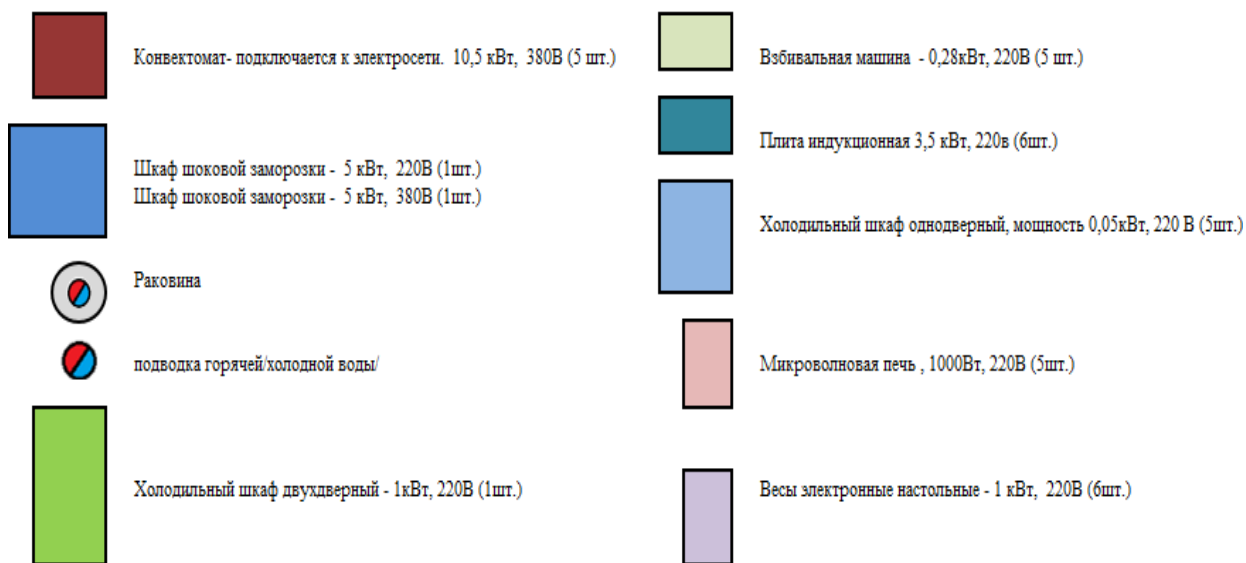 Конвектомат- подключается к электросети. 10,5 кВт, 380В (5 шт.)
Шкаф шоковой заморозки - 5 кВт, 220В (1шт.)
Шкаф шоковой заморозки - 5 кВт, 380В (1шт.)
Раковина
подводка горячей/холодной воды/
Холодильный шкаф двухдверный - 1кВт, 220В (1шт.)
Взбивальная машина - 0,28кВт, 220В (5 шт.)
Плита индукционная 3,5 кВт, 220в (6шт.)
Холодильный шкаф однодверный, мощность 0,05кВт, 220 В (5шт.)
Микроволновая печь , 1000Вт, 220В (5шт.)
Весы электронные настольные - 1 кВт, 220В (6шт.)